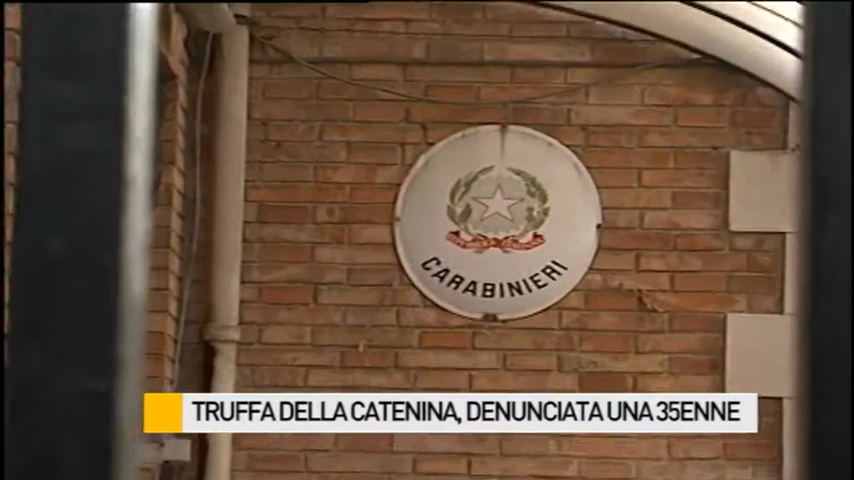 CARABINIERI
TRUFFA DELLA CATENINA, DENUNCIATA UNA 35ENNE